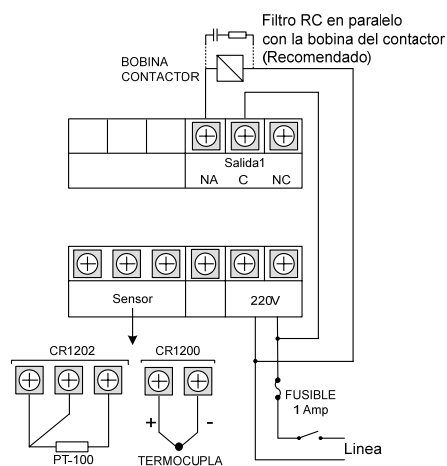 Filtro RC en paralelo
con la bobina del contactor
(Recomendado)
BOBINA
CONTACTOR
Salida1
NA C NC
Sensor
220V
CR1202
CR1200
FUSIBLE
1 Amp
+ -
Linea
PT-100
TERMOCUPLA